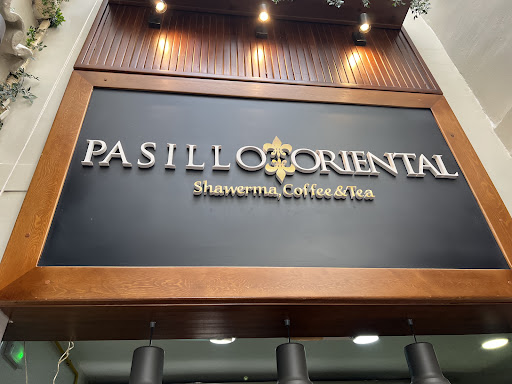 PASILLO ORIENTAL
Shawerma, Coffee & Tea